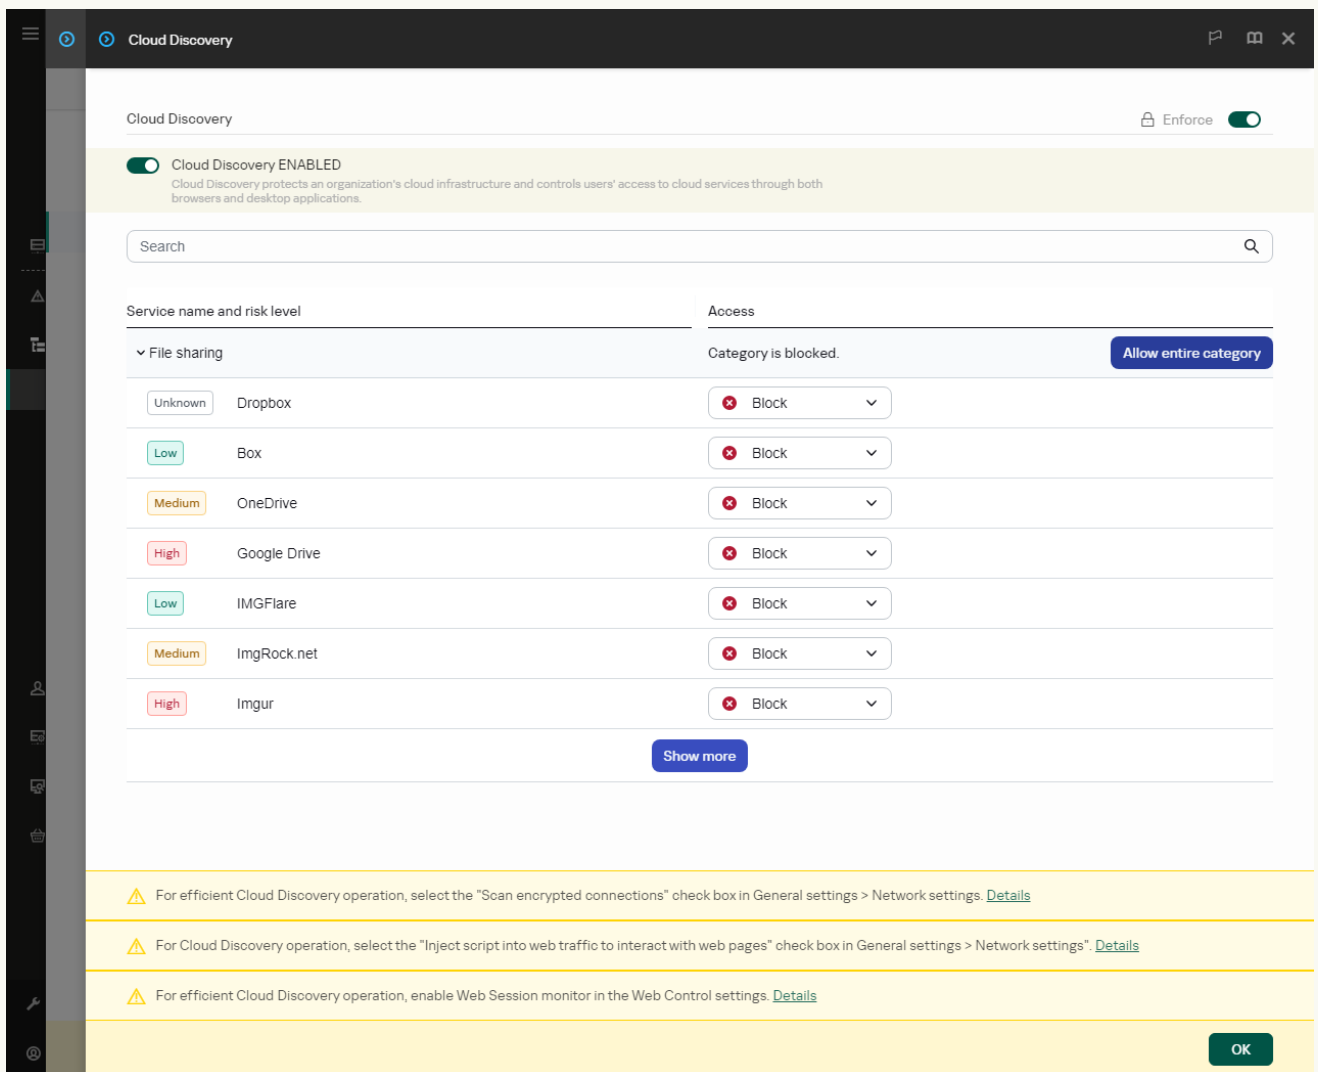 Cloud Discovery
Cloud Discovery
Enforce
Cloud Discovery ENABLED
Cloud Discovery protects an organization's cloud infrastructure and controls users' access to cloud services through both
browsers and desktop applications.
Search
Service name and risk level
Access
File sharing
Category is blocked.
Allow entire category
Unknown
Dropbox
Block
Low
Box
Block
Medium
OneDrive
Block
High
Google Drive
Block
Low
IMGFlare
Block
Medium
ImgRock.net
Block
High
Imgur
Block
Show more
For efficient Cloud Discovery operation, select the "Scan encrypted connections" check box in General settings > Network settings. Details
For Cloud Discovery operation, select the "Inject script into web traffic to interact with web pages" check box in General settings > Network settings". Details
For efficient Cloud Discovery operation, enable Web Session monitor in the Web Control settings. Details
OK